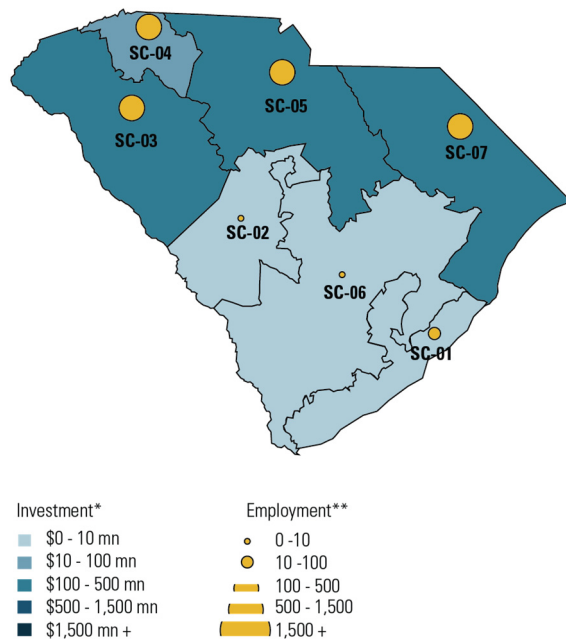 SC-04
SC-05
SC-03
SC-07
SC-02
SC-06
SC-01
Investment*
$0 - 10 mn
$10 - 100 mn
$100 - 500 mn
$500 - 1,500 mn
$1,500 mn +
Employment**
0 -10
10 -100
100 - 500
500 - 1,500
1,500 +